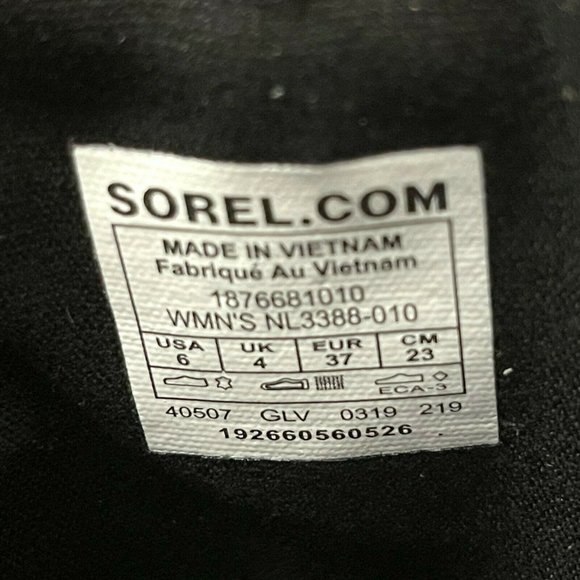 SOREL.COM
MADE IN VIETNAM
Fabriqué Au Vietnam
1876681010
WMN'S NL3388-010
USA UK EUR CM
6 4 37 23
ECA-3
40507 GLV 0319 219
192660560526